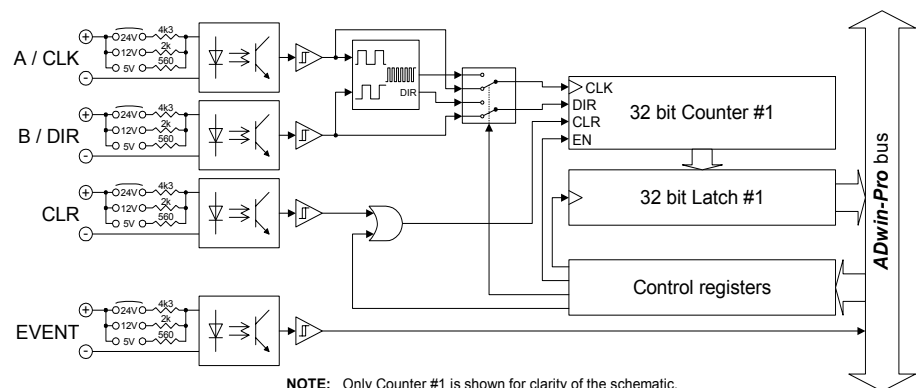 A / CLK
+
24V 4k3
12V 2k
5V 560
-
B / DIR
+
24V 4k3
12V 2k
5V 560
-
CLR
+
24V 4k3
12V 2k
5V 560
-
EVENT
+
24V 4k3
12V 2k
5V 560
-
DIR
CLK
DIR
CLR
EN
32 bit Counter #1
32 bit Latch #1
Control registers
ADwin-Pro bus
NOTE: Only Counter #1 is shown for clarity of the schematic.